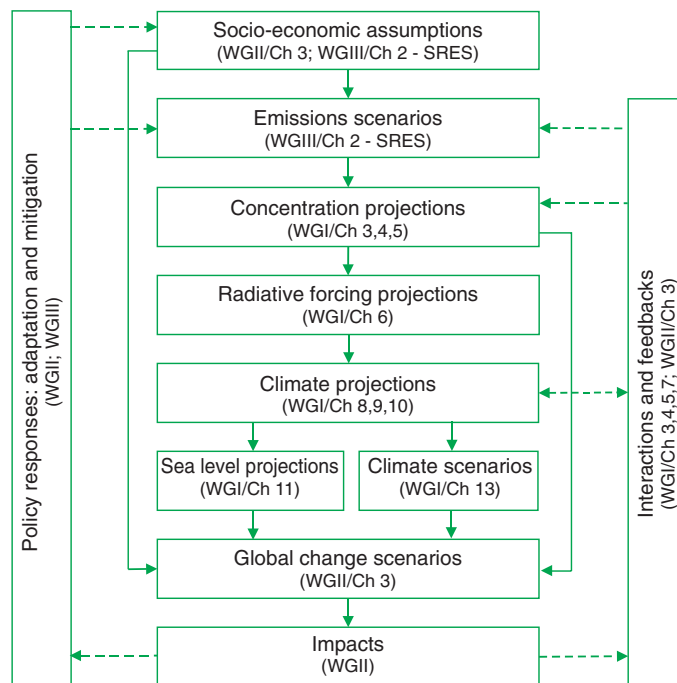 Socio-economic assumptions
(WGII/Ch 3; WGIII/Ch 2 - SRES)
Emissions scenarios
(WGIII/Ch 2 - SRES)
Concentration projections
(WGI/Ch 3,4,5)
Radiative forcing projections
(WGI/Ch 6)
Climate projections
(WGI/Ch 8,9,10)
Sea level projections
(WGI/Ch 11)
Climate scenarios
(WGI/Ch 13)
Global change scenarios
(WGII/Ch 3)
Impacts
(WGII)
Policy responses: adaptation and mitigation
(WGII; WGIII)
Interactions and feedbacks
(WGI/Ch 3,4,5,7; WGII/Ch 3)